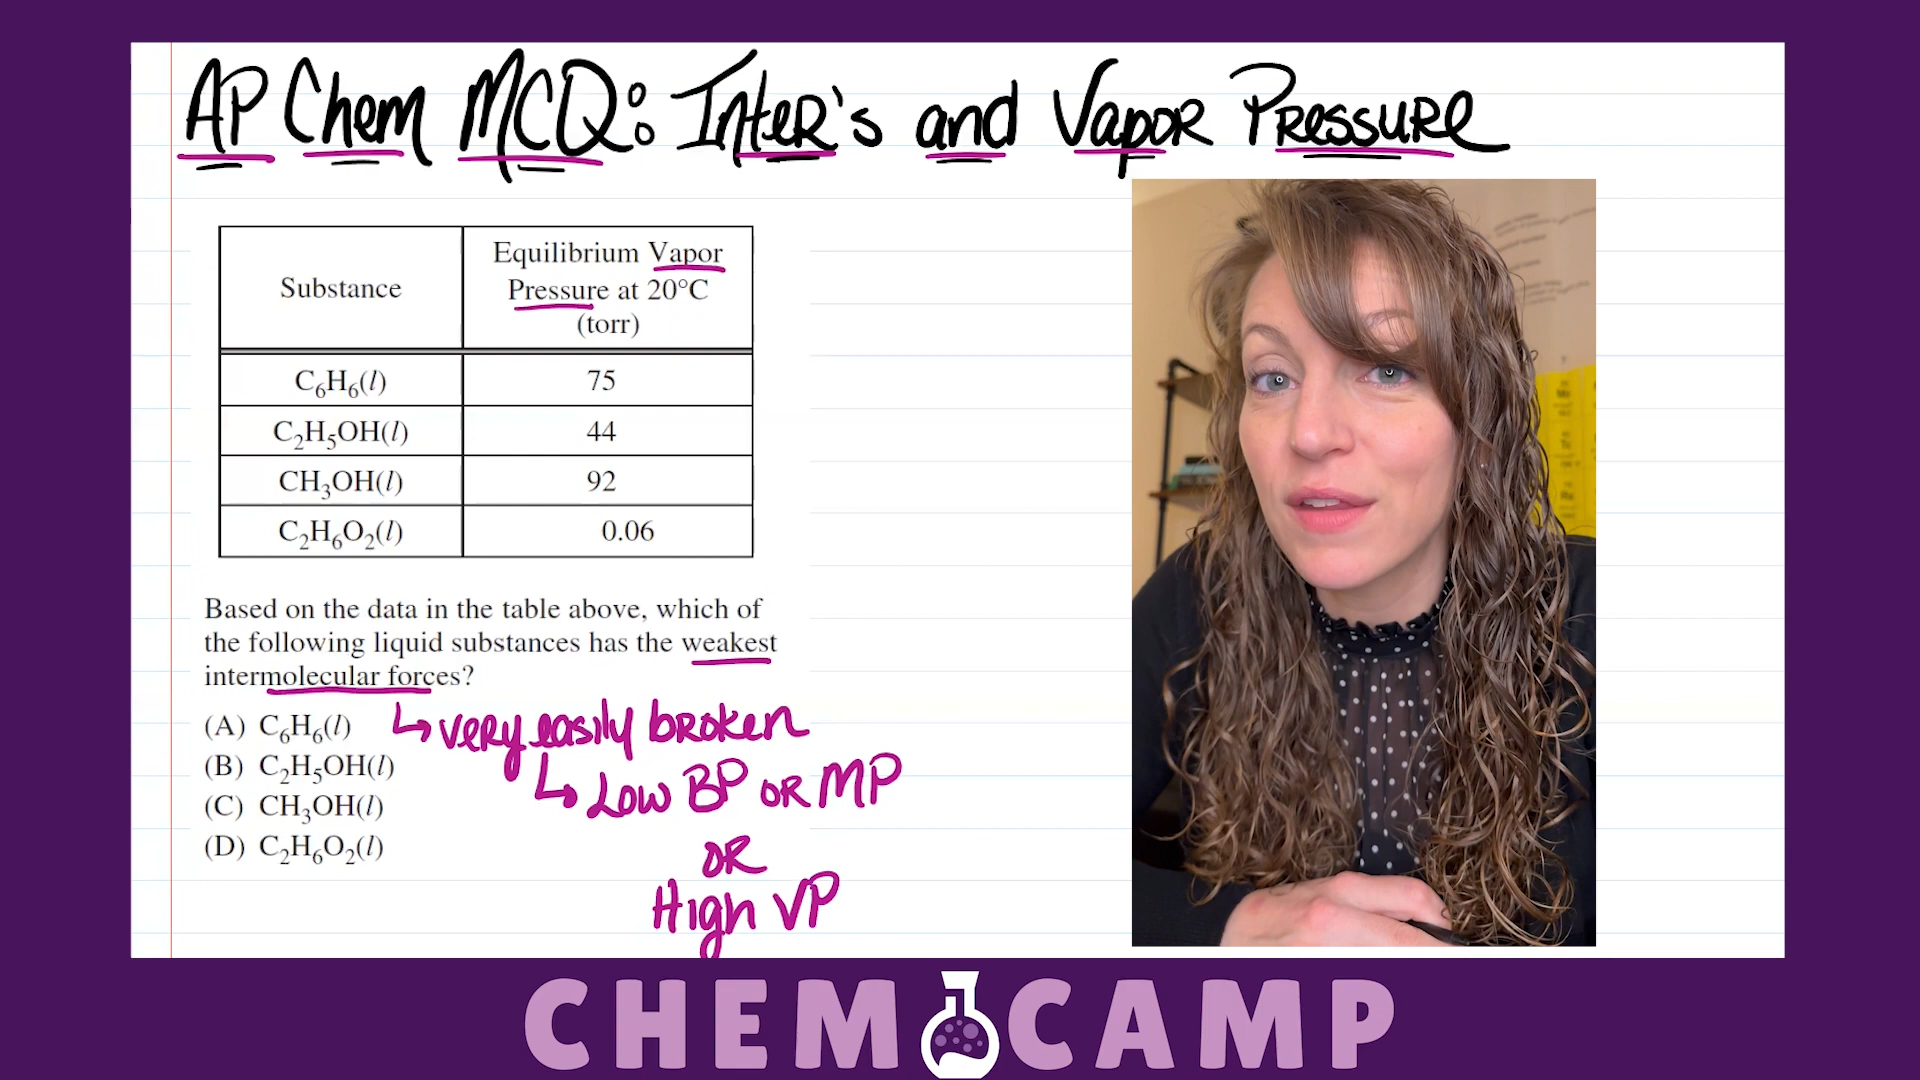 AP Chem MCQ: Inter's and Vapor Pressure
Substance
Equilibrium Vapor
Pressure at 20°C
(torr)
C₆H₆(l) 75
C₂H₅OH(l) 44
CH₃OH(l) 92
C₂H₆O₂(l) 0.06
Based on the data in the table above, which of
the following liquid substances has the weakest
intermolecular forces?
(A) C₆H₆(l)
(B) C₂H₅OH(l)
(C) CH₃OH(l)
(D) C₂H₆O₂(l)
↳ very easily broken
↳ Low BP or MP
or
High VP
CHEM CAMP